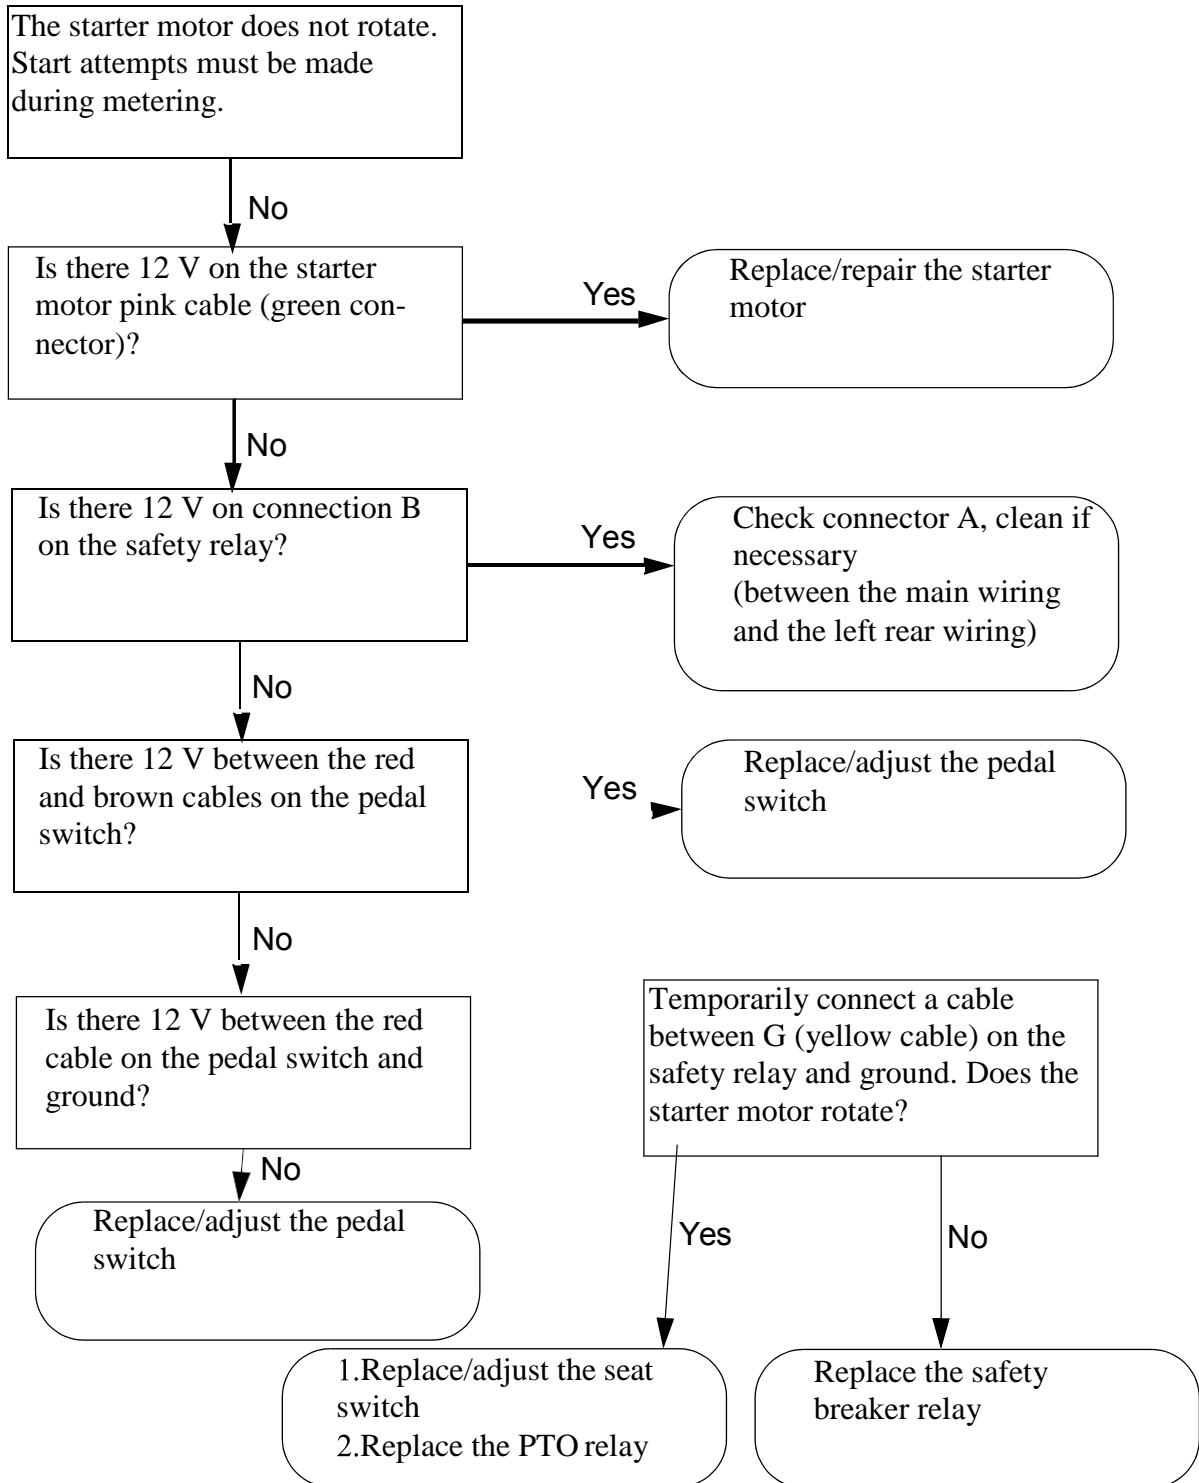 The starter motor does not rotate.
Start attempts must be made
during metering.
No
Is there 12 V on the starter
motor pink cable (green con-
nector)?
Yes
Replace/repair the starter
motor
No
Is there 12 V on connection B
on the safety relay?
Yes
Check connector A, clean if
necessary
(between the main wiring
and the left rear wiring)
No
Is there 12 V between the red
and brown cables on the pedal
switch?
Yes
Replace/adjust the pedal
switch
No
Is there 12 V between the red
cable on the pedal switch and
ground?
Temporarily connect a cable
between G (yellow cable) on the
safety relay and ground. Does the
starter motor rotate?
No
Replace/adjust the pedal
switch
Yes
No
1.Replace/adjust the seat
switch
2.Replace the PTO relay
Replace the safety
breaker relay